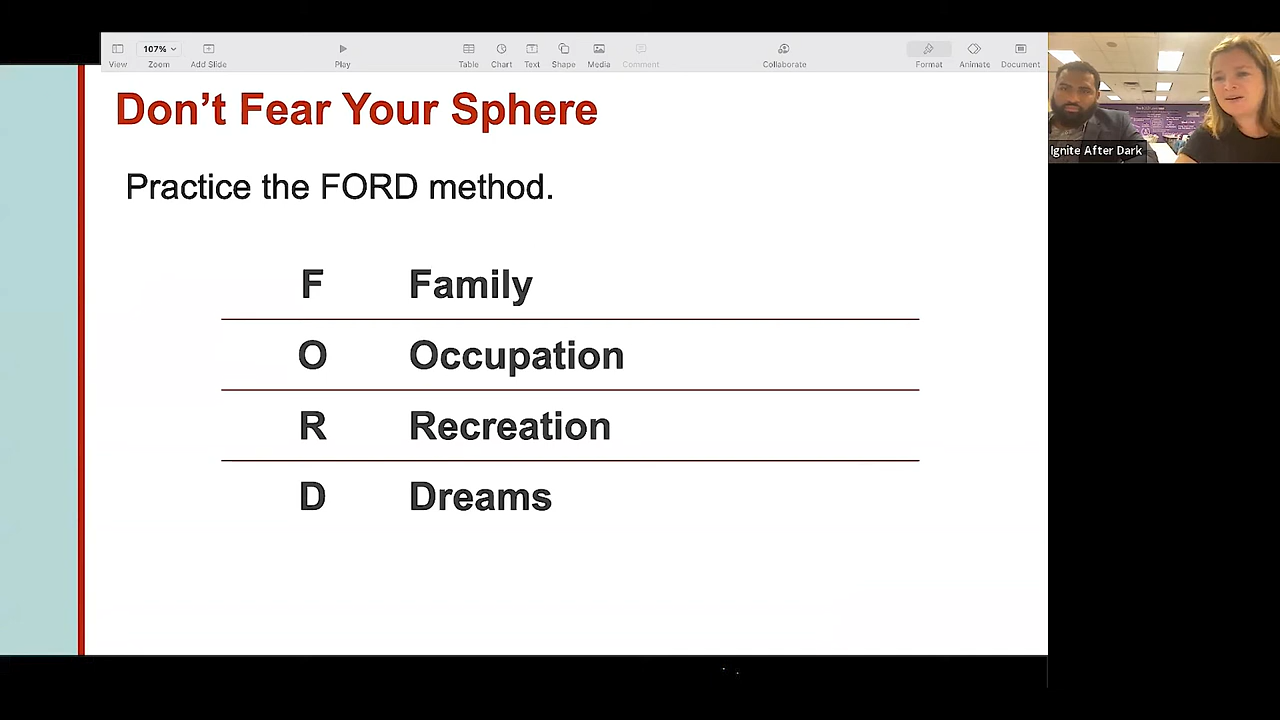 107%
View
Zoom
Add Slide
Play
Table
Chart
Text
Shape
Media
Comment
Collaborate
Format
Animate
Document
Don't Fear Your Sphere
Practice the FORD method.
F Family
O Occupation
R Recreation
D Dreams
Ignite After Dark